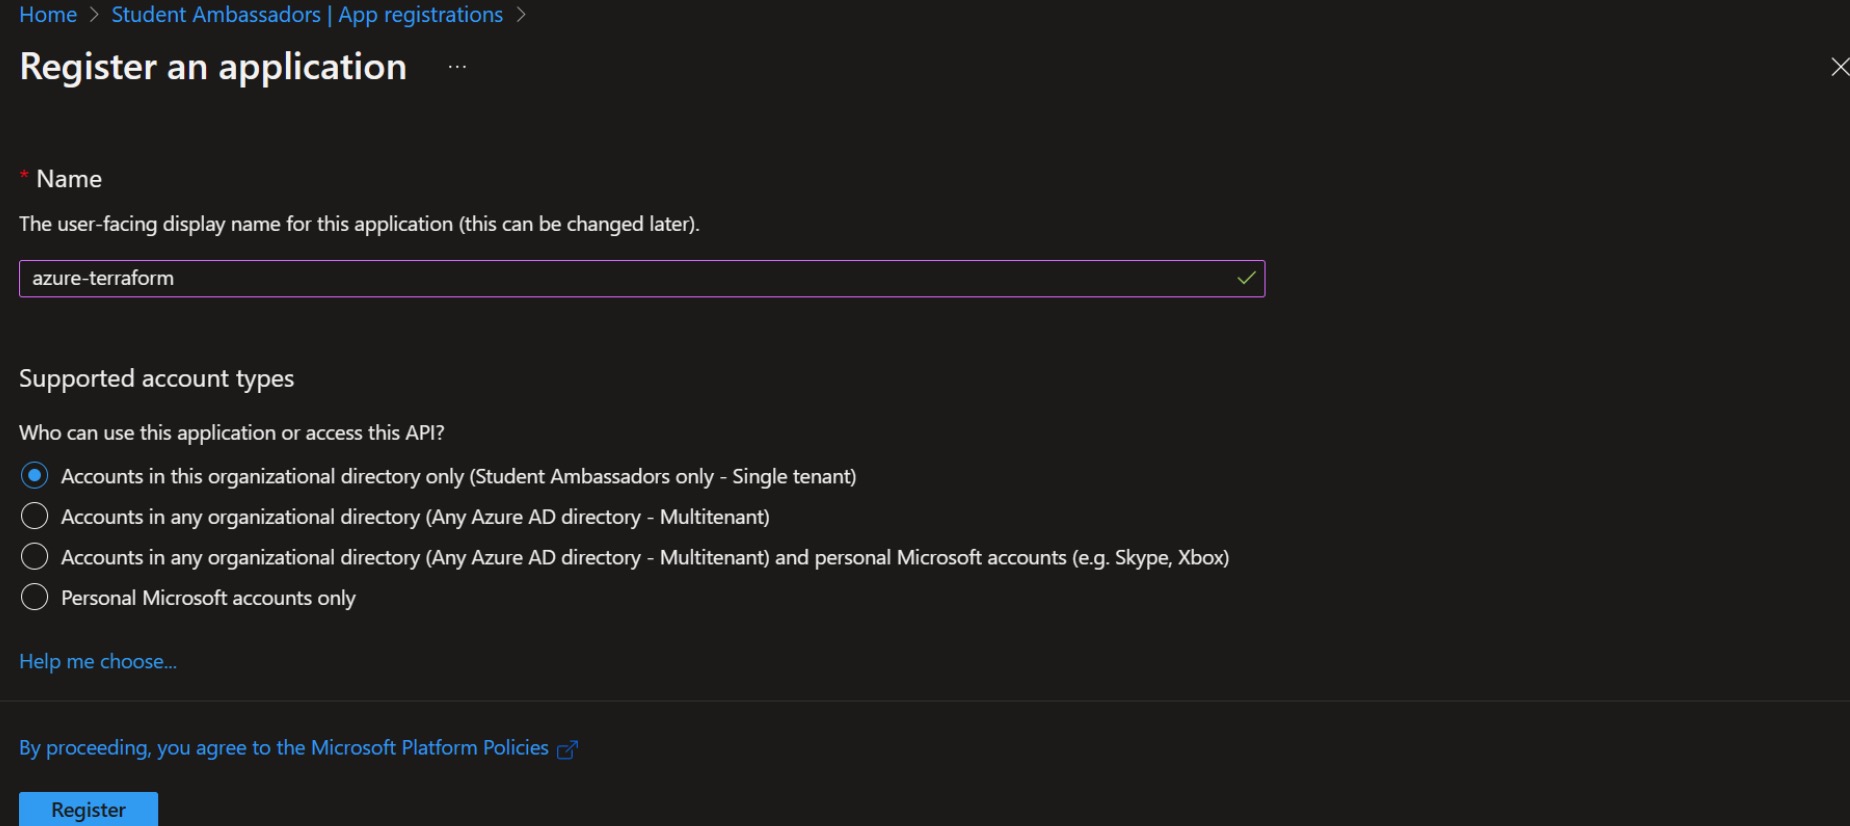 Home > Student Ambassadors | App registrations >
Register an application ...
* Name
The user-facing display name for this application (this can be changed later).
azure-terraform
Supported account types
Who can use this application or access this API?
Accounts in this organizational directory only (Student Ambassadors only - Single tenant)
Accounts in any organizational directory (Any Azure AD directory - Multitenant)
Accounts in any organizational directory (Any Azure AD directory - Multitenant) and personal Microsoft accounts (e.g. Skype, Xbox)
Personal Microsoft accounts only
Help me choose...
By proceeding, you agree to the Microsoft Platform Policies
Register